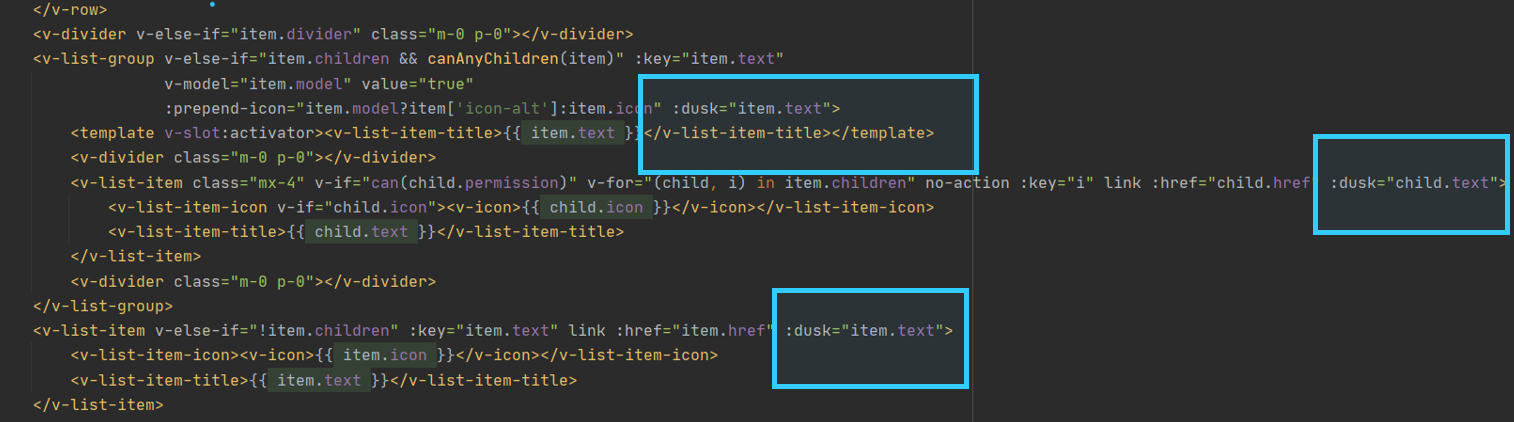 </v-row>
<v-divider v-else-if="item.divider" class="m-0 p-0"></v-divider>
<v-list-group v-else-if="item.children && canAnyChildren(item)" :key="item.text"
v-model="item.model" value="true"
:prepend-icon="item.model?item['icon-alt']:item.icon" :dusk="item.text">
<template v-slot:activator><v-list-item-title>{{ item.text }}</v-list-item-title></template>
<v-divider class="m-0 p-0"></v-divider>
<v-list-item class="mx-4" v-if="can(child.permission)" v-for="(child, i) in item.children" no-action :key="i" link :href="child.href" :dusk="child.text">
<v-list-item-icon v-if="child.icon"><v-icon>{{ child.icon }}</v-icon></v-list-item-icon>
<v-list-item-title>{{ child.text }}</v-list-item-title>
</v-list-item>
<v-divider class="m-0 p-0"></v-divider>
</v-list-group>
<v-list-item v-else-if="!item.children" :key="item.text" link :href="item.href" :dusk="item.text">
<v-list-item-icon><v-icon>{{ item.icon }}</v-icon></v-list-item-icon>
<v-list-item-title>{{ item.text }}</v-list-item-title>
</v-list-item>